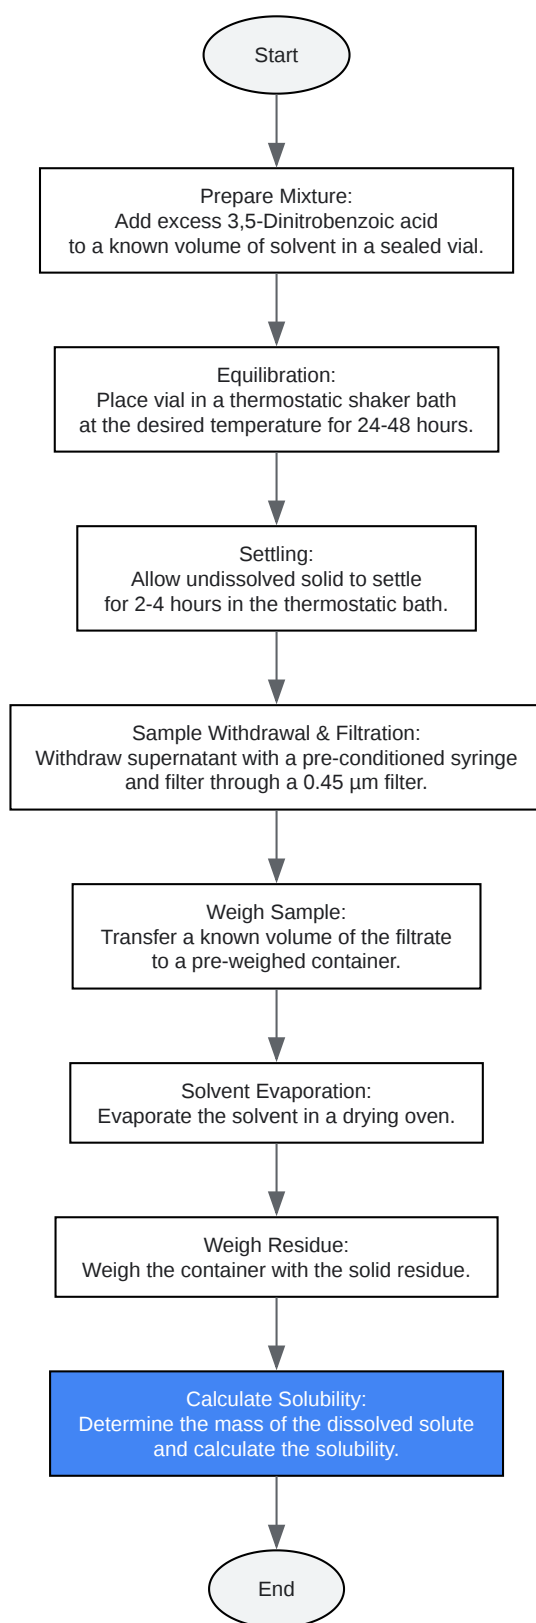 Start
Prepare Mixture:
Add excess 3,5-Dinitrobenzoic acid
to a known volume of solvent in a sealed vial.
Equilibration:
Place vial in a thermostatic shaker bath
at the desired temperature for 24-48 hours.
Settling:
Allow undissolved solid to settle
for 2-4 hours in the thermostatic bath.
Sample Withdrawal & Filtration:
Withdraw supernatant with a pre-conditioned syringe
and filter through a 0.45 µm filter.
Weigh Sample:
Transfer a known volume of the filtrate
to a pre-weighed container.
Solvent Evaporation:
Evaporate the solvent in a drying oven.
Weigh Residue:
Weigh the container with the solid residue.
Calculate Solubility:
Determine the mass of the dissolved solute
and calculate the solubility.
End